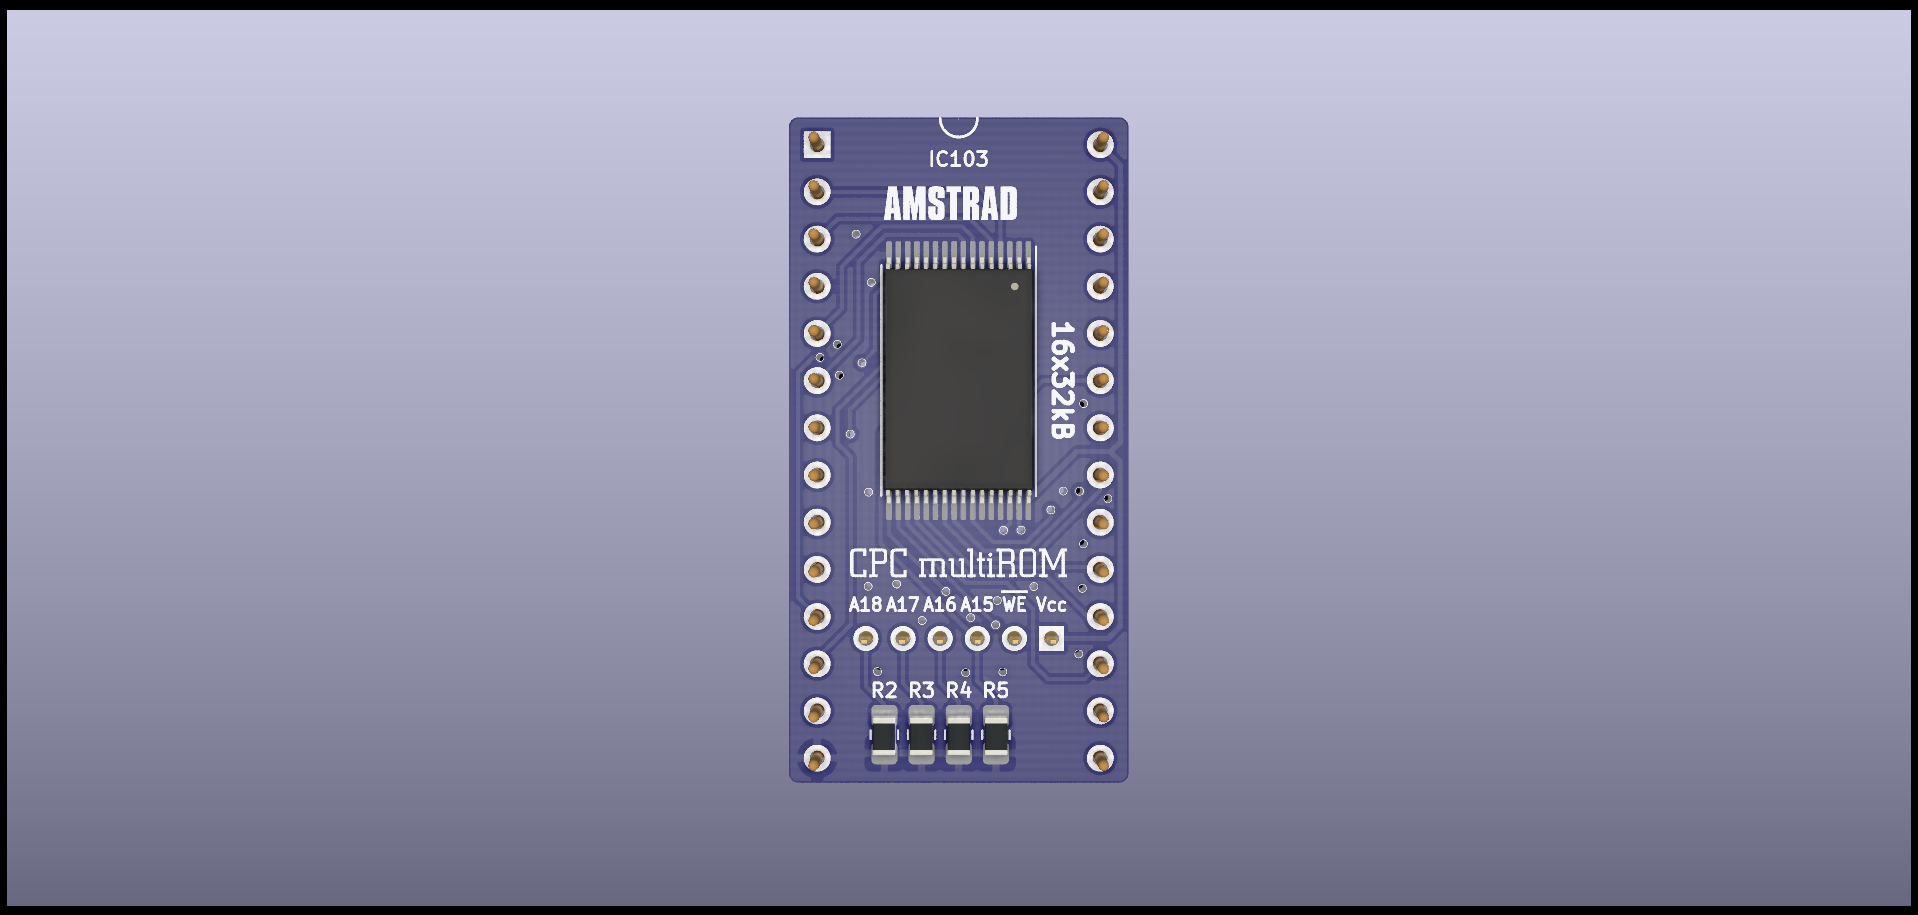 IC103
AMSTRAD
16x32kB
CPC multiROM
A18 A17 A16 A15 WE Vcc
R2 R3 R4 R5